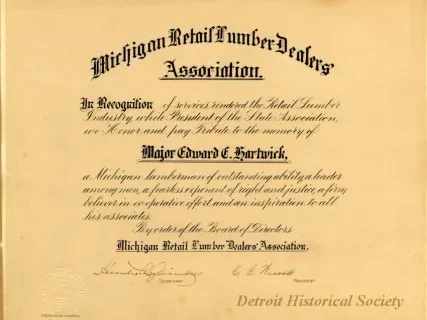 Michigan Retail Lumber Dealers'
Association.
In Recognition of services rendered the Retail Lumber
Industry, while President of the State Association,
we Honor and pay Tribute to the memory of
Major Edward E. Hartwick,
a Michigan lumberman of outstanding ability, a leader
among men, a fearless exponent of right and justice, a firm
believer in co-operative effort and an inspiration to all
his associates.
By order of the Board of Directors
Michigan Retail Lumber Dealers' Association.
Secretary
President
Detroit Historical Society